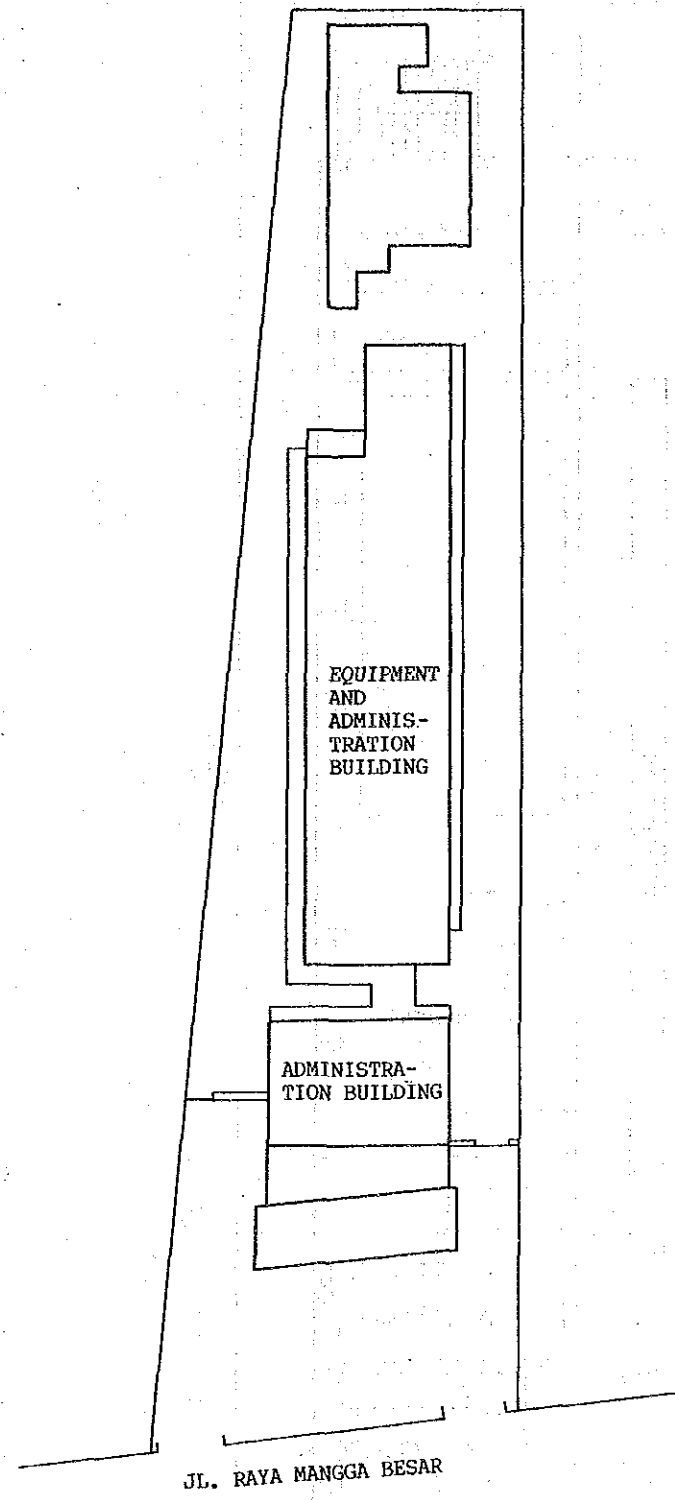 EQUIPMENT
AND
ADMINIS-
TRATION
BUILDING
ADMINISTRA-
TION BUILDING
JL. RAYA MANGGA BESAR